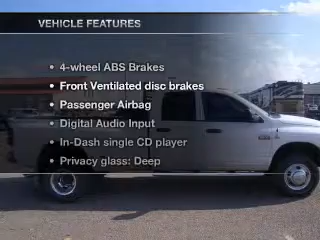 VEHICLE FEATURES
• 4-wheel ABS Brakes
• Front Ventilated disc brakes
• Passenger Airbag
• Digital Audio Input
• In-Dash single CD player
• Privacy glass: Deep